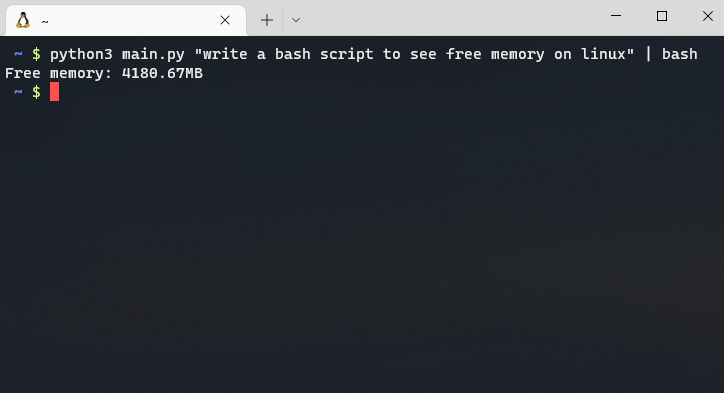 ~
~ $ python3 main.py "write a bash script to see free memory on linux" | bash
Free memory: 4180.67MB
~ $